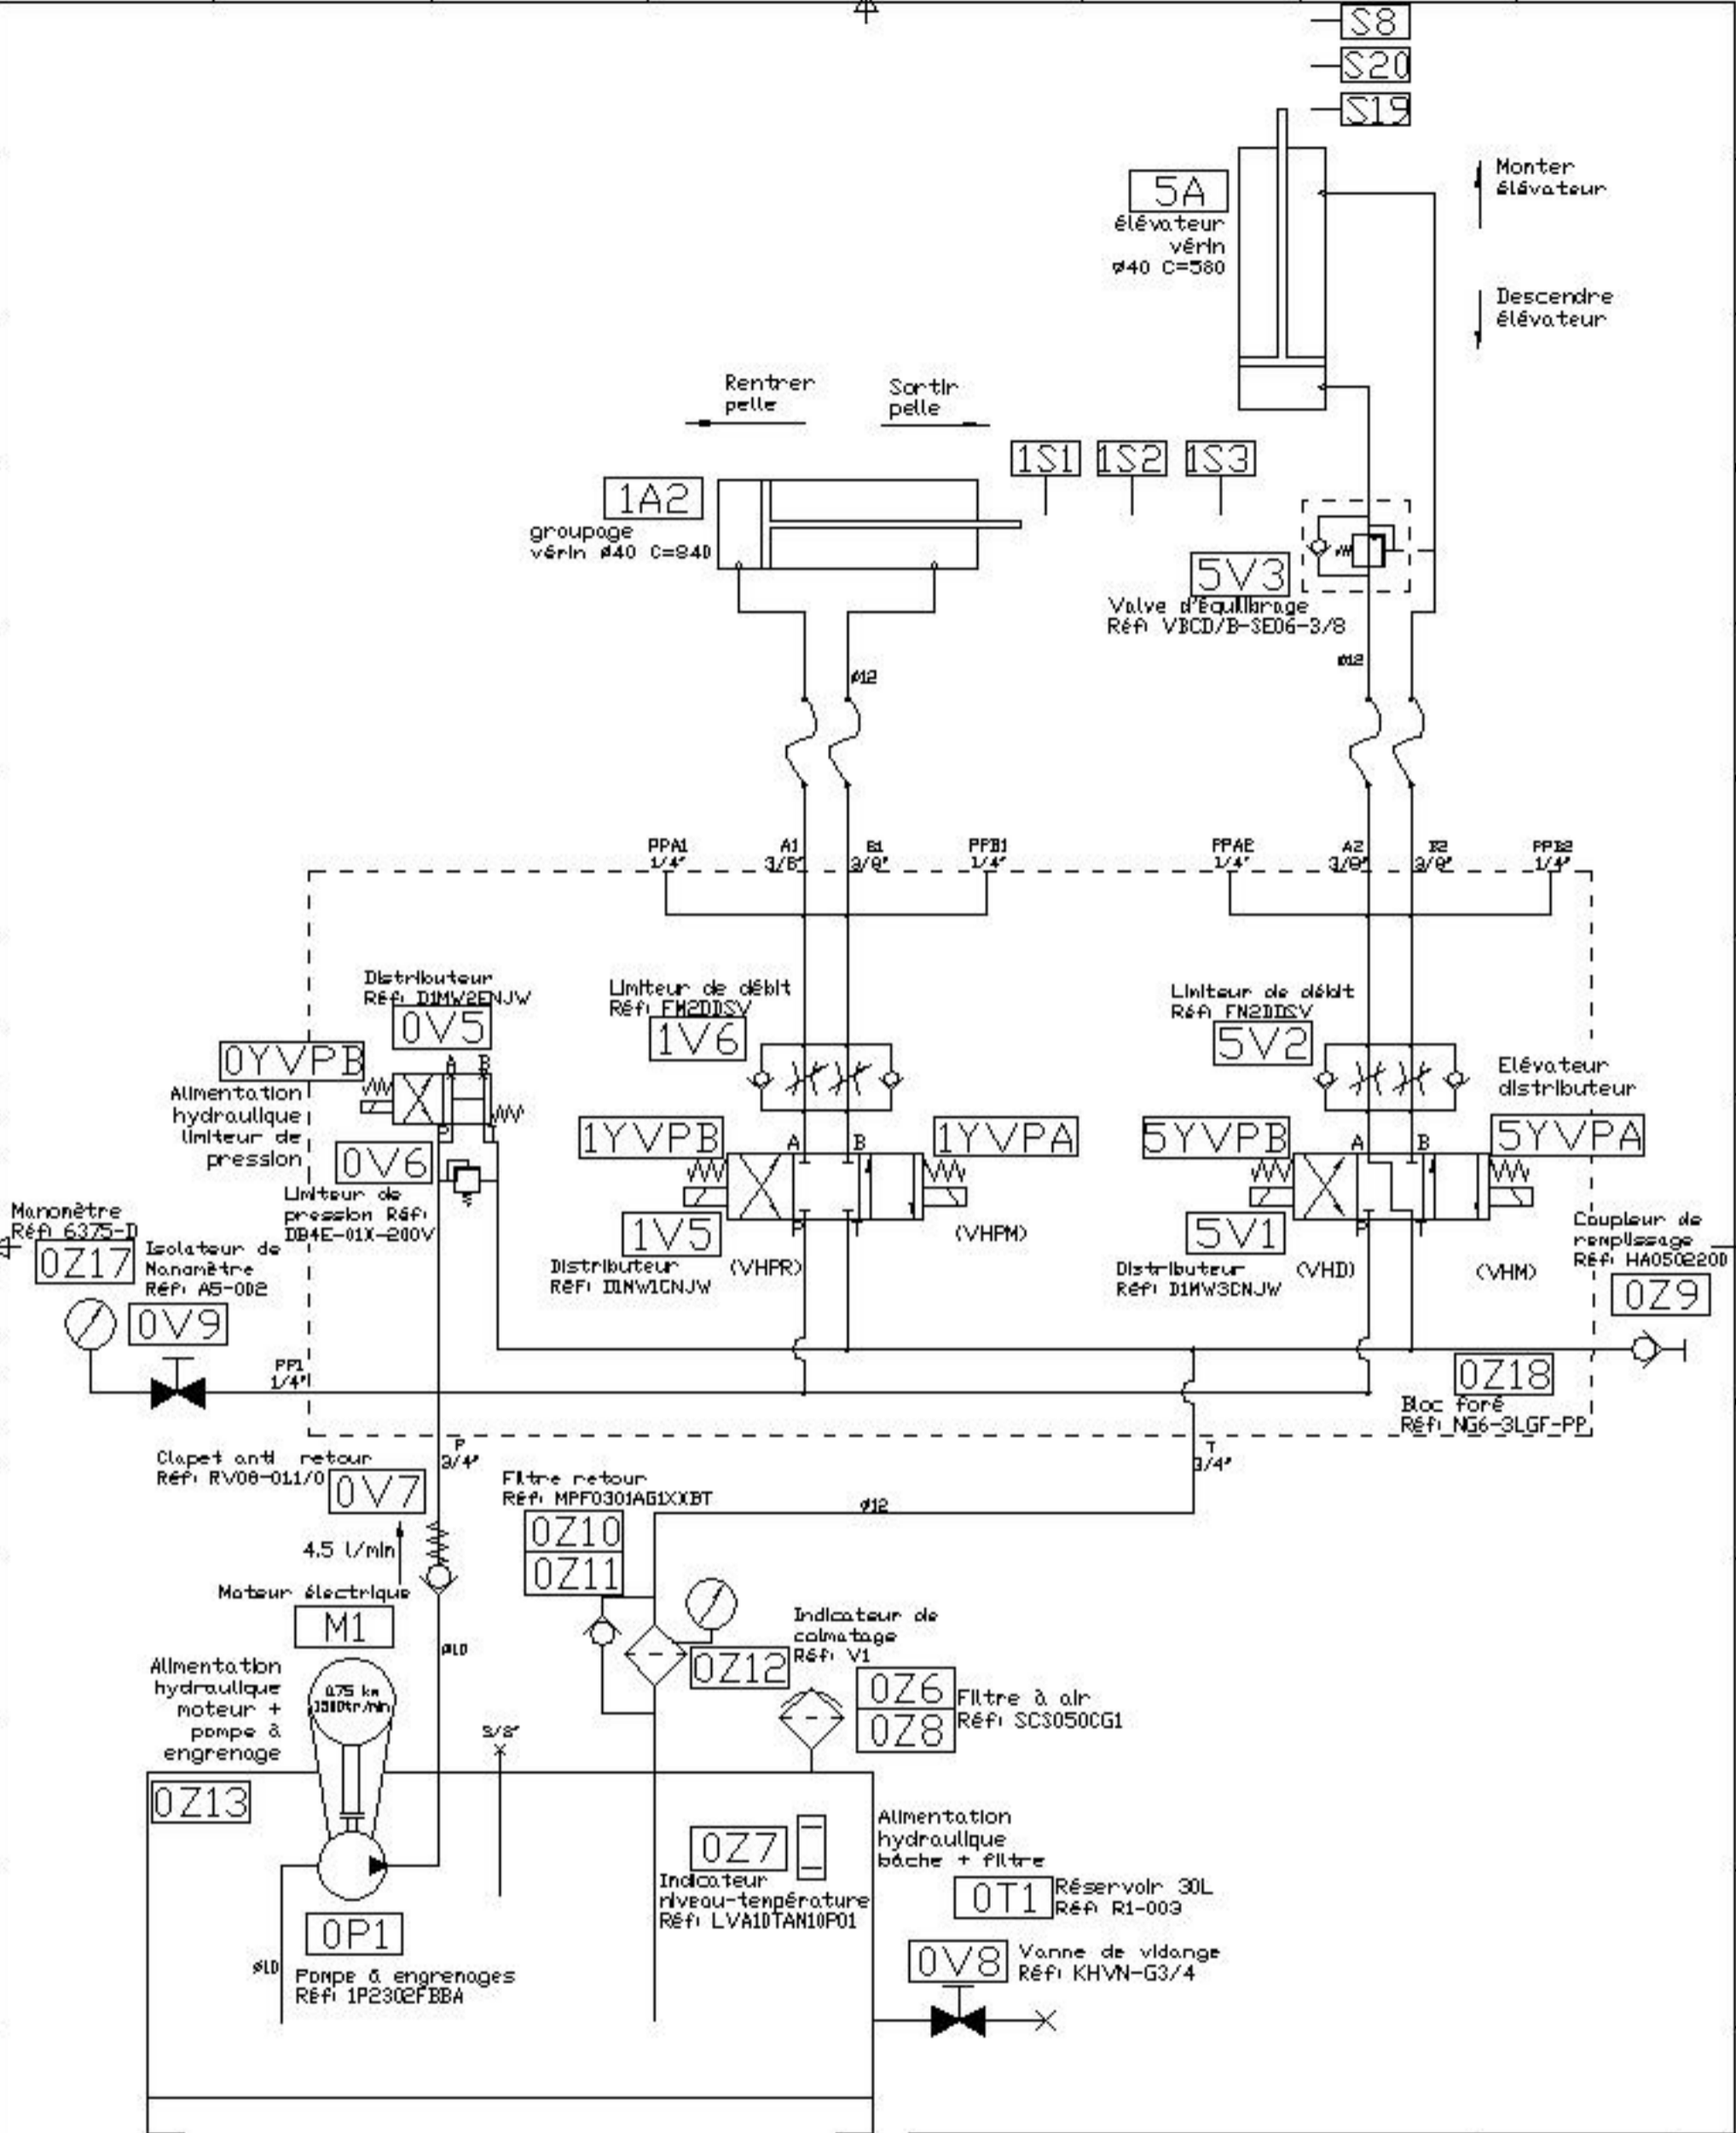 S8
S20
S19
Monter
élévateur
5A
élévateur
vérin
ø40 C=580
Descendre
élévateur
Rentrer
pelle
Sortir
pelle
1S1
1S2
1S3
1A2
groupage
vérin ø40 C=840
5V3
Valve d'équilibrage
Réf: VBCD/B-SE06-3/8
ø12
ø12
PPA1
1/4"
A1
3/8"
B1
3/8"
PPB1
1/4"
PPA2
1/4"
A2
3/8"
B2
3/8"
PPB2
1/4"
Distributeur
Réf: D1MW2ENJW
0V5
Limiteur de débit
Réf: FM2DDSV
1V6
Limiteur de débit
Réf: FM2DDSV
5V2
Elévateur
distributeur
0YVPB
A B
P T
Alimentation
hydraulique
limiteur de
pression
0V6
Limiteur de
pression Réf:
DB4E-01X-200V
1YVPB
A B
1YVPA
P T
5YVPB
A B
5YVPA
P T
1V5
(VHPR)
(VHPM)
Distributeur
Réf: D1MW1CNJW
5V1
(VHD)
(VHM)
Distributeur
Réf: D1MW3CNJW
Coupleur de
remplissage
Réf: HA050220D
0Z9
Manomètre
Réf: 6375-D
0Z17
Isolateur de
Manomètre
Réf: A5-002
0V9
PP1
1/4"
0Z18
Bloc foré
Réf: NG6-3LGF-PP
Clapet anti retour
Réf: RV08-01.1/0
0V7
P
3/4"
T
3/4"
Filtre retour
Réf: MPF0301AG1XXBT
0Z10
0Z11
ø12
4.5 l/min
Moteur électrique
M1
ø10
Indicateur de
colmatage
Réf: V1
0Z12
Alimentation
hydraulique
moteur +
pompe à
engrenage
0.75 kw
1500tr/min
0Z6
0Z8
Filtre à air
Réf: SCS050CG1
3/8"
0Z13
0Z7
Indicateur
niveau-température
Réf: LVA1DTAN10P01
Alimentation
hydraulique
bâche + filtre
0T1
Réservoir 30L
Réf: R1-003
0P1
ø10
Pompe à engrenages
Réf: 1P2302FBBA
0V8
Vanne de vidange
Réf: KHVN-G3/4